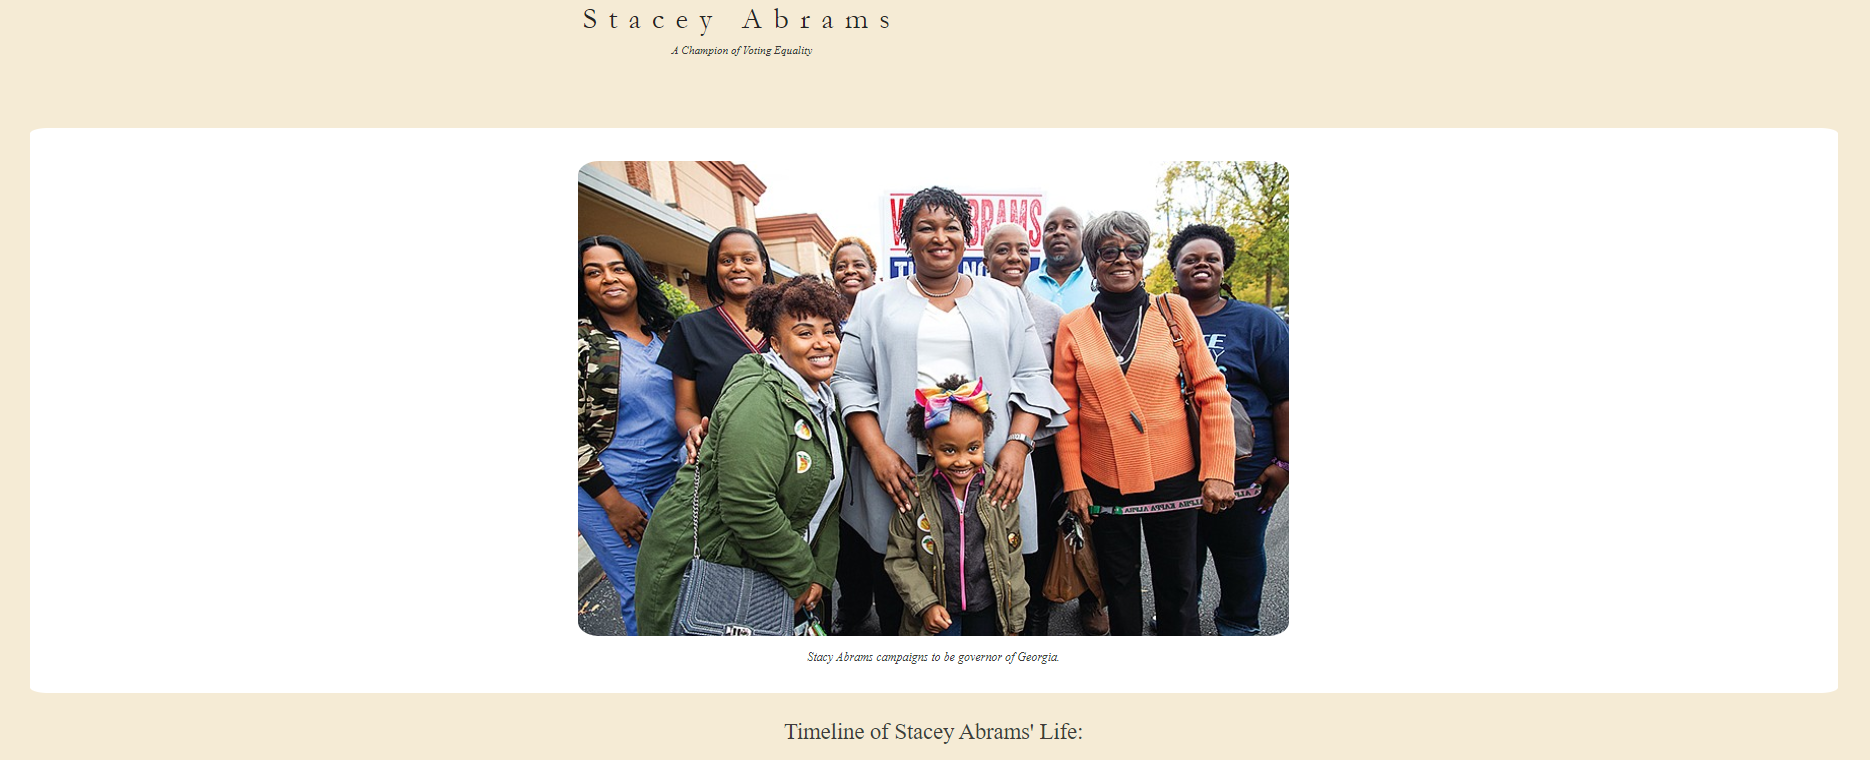 Stacey Abrams
A Champion of Voting Equality
ABRAMS
Stacy Abrams campaigns to be governor of Georgia.
Timeline of Stacey Abrams' Life: